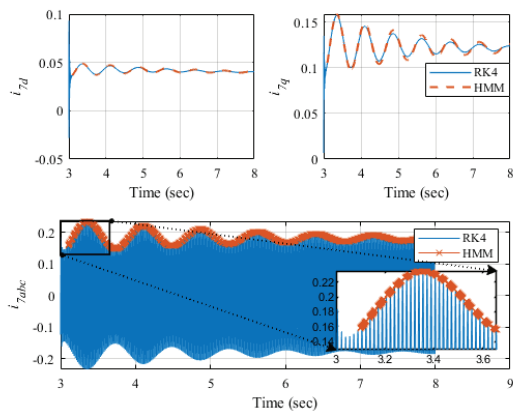 0.1
0.05
0
-0.05
i7d
3 4 5 6 7 8
Time (sec)
0.15
0.10
0.05
0
i7q
RK4
HMM
3 4 5 6 7 8
Time (sec)
0.2
0.1
0
-0.1
-0.2
i7abc
RK4
HMM
0.22
0.20
0.18
0.16
0.14
3 3.2 3.4 3.6
3 4 5 6 7 8 9
Time (sec)